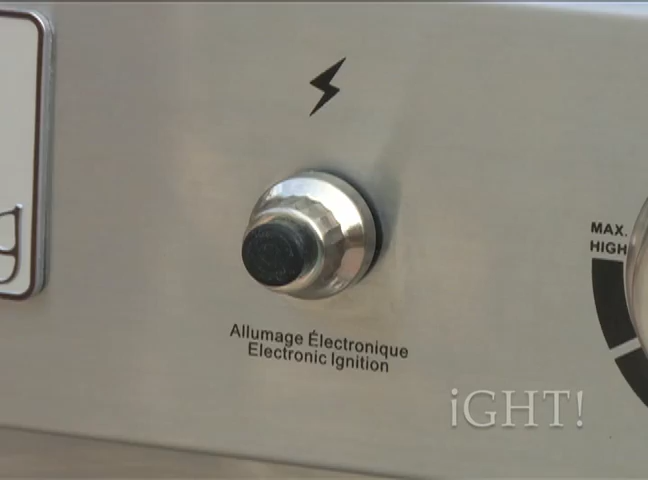 MAX.
HIGH
Allumage Électronique
Electronic Ignition
iGHT!